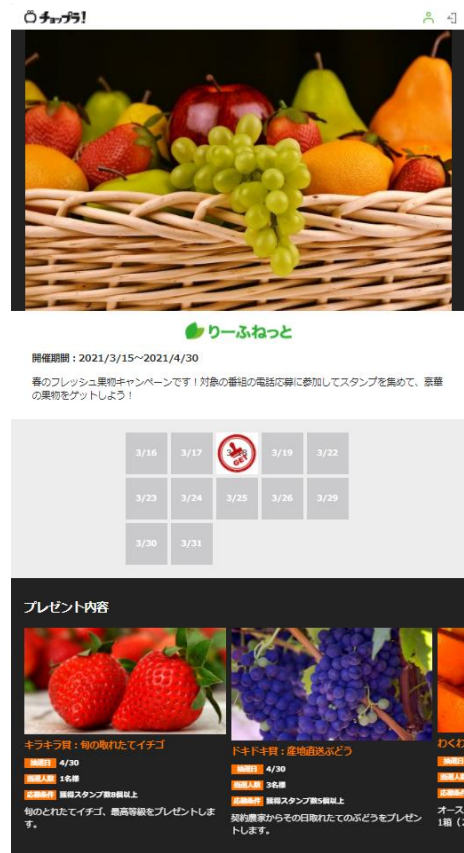 チョップラ!
りーふねっと
開催期間：2021/3/15～2021/4/30
春のフレッシュ果物キャンペーンです！対象の番組の電話応募に参加してスタンプを集めて、豪華
の果物をゲットしよう！
3/16 3/17 GET 3/19 3/22
3/23 3/24 3/25 3/26 3/29
3/30 3/31
プレゼント内容
キラキラ賞：旬の取れたてイチゴ
抽選日 4/30
当選人数 1名様
応募条件 獲得スタンプ数8個以上
旬のとれたてイチゴ、最高等級をプレゼントしま
す。
ドキドキ賞：産地直送ぶどう
抽選日 4/30
当選人数 3名様
応募条件 獲得スタンプ数5個以上
契約農家からその日取れたてのぶどうをプレゼン
トします。
わくわ
抽選日
当選人数
応募条件
オース